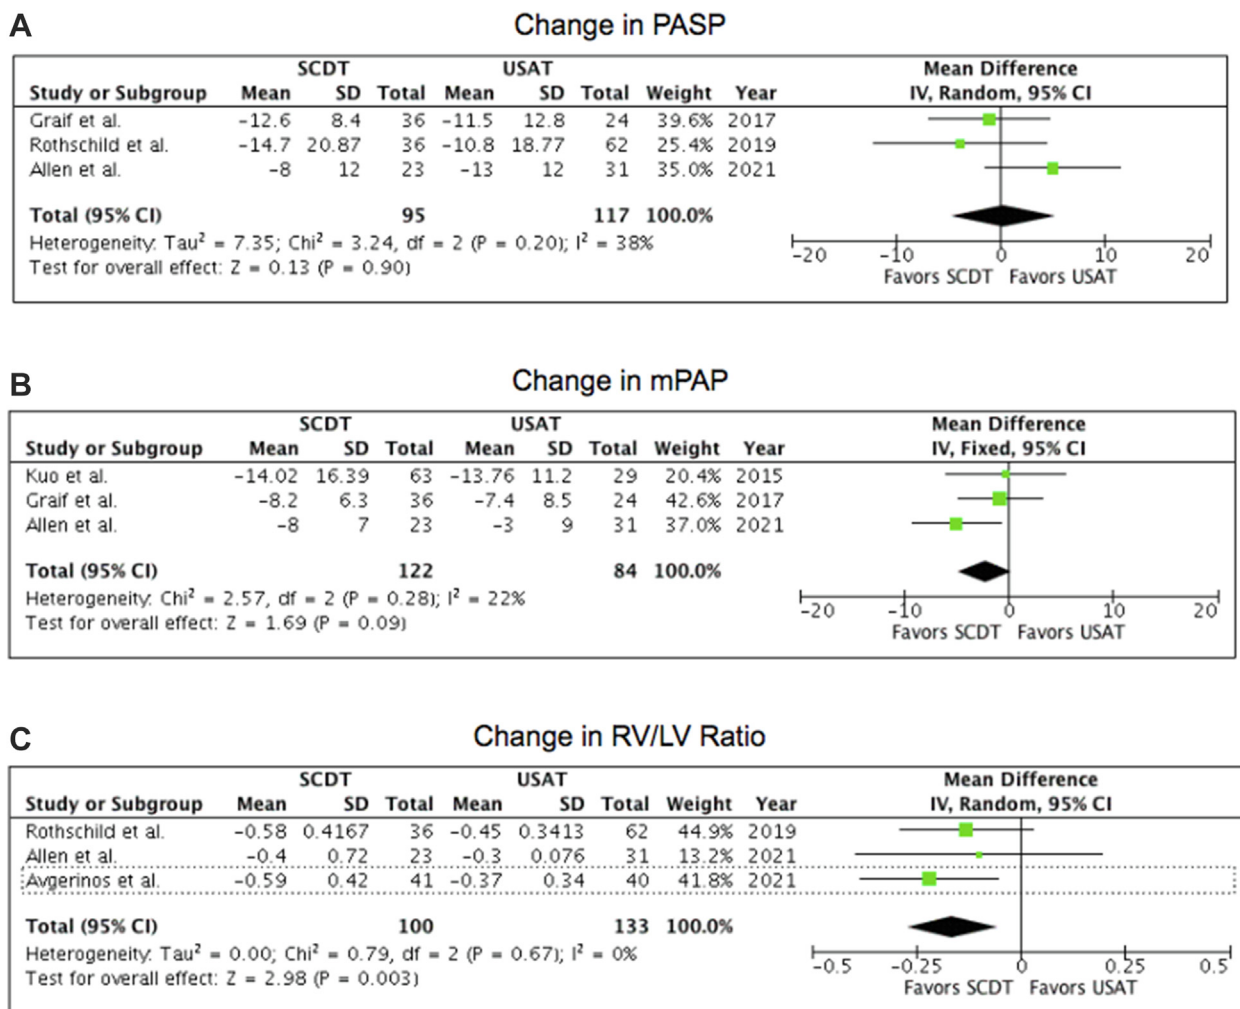 A
Change in PASP
SCDT USAT Mean Difference
Study or Subgroup Mean SD Total Mean SD Total Weight Year IV, Random, 95% CI
Graif et al. -12.6 8.4 36 -11.5 12.8 24 39.6% 2017
Rothschild et al. -14.7 20.87 36 -10.8 18.77 62 25.4% 2019
Allen et al. -8 12 23 -13 12 31 35.0% 2021
Total (95% CI) 95 117 100.0%
Heterogeneity: Tau² = 7.35; Chi² = 3.24, df = 2 (P = 0.20); I² = 38%
Test for overall effect: Z = 0.13 (P = 0.90)
-20 -10 0 10 20
Favors SCDT Favors USAT
B
Change in mPAP
SCDT USAT Mean Difference
Study or Subgroup Mean SD Total Mean SD Total Weight Year IV, Fixed, 95% CI
Kuo et al. -14.02 16.39 63 -13.76 11.2 29 20.4% 2015
Graif et al. -8.2 6.3 36 -7.4 8.5 24 42.6% 2017
Allen et al. -8 7 23 -3 9 31 37.0% 2021
Total (95% CI) 122 84 100.0%
Heterogeneity: Chi² = 2.57, df = 2 (P = 0.28); I² = 22%
Test for overall effect: Z = 1.69 (P = 0.09)
-20 -10 0 10 20
Favors SCDT Favors USAT
C
Change in RV/LV Ratio
SCDT USAT Mean Difference
Study or Subgroup Mean SD Total Mean SD Total Weight Year IV, Random, 95% CI
Rothschild et al. -0.58 0.4167 36 -0.45 0.3413 62 44.9% 2019
Allen et al. -0.4 0.72 23 -0.3 0.076 31 13.2% 2021
Avgerinos et al. -0.59 0.42 41 -0.37 0.34 40 41.8% 2021
Total (95% CI) 100 133 100.0%
Heterogeneity: Tau² = 0.00; Chi² = 0.79, df = 2 (P = 0.67); I² = 0%
Test for overall effect: Z = 2.98 (P = 0.003)
-0.5 -0.25 0 0.25 0.5
Favors SCDT Favors USAT